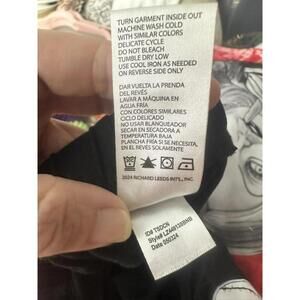 TURN GARMENT INSIDE OUT
MACHINE WASH COLD
WITH SIMILAR COLORS
DELICATE CYCLE
DO NOT BLEACH
TUMBLE DRY LOW
USE COOL IRON AS NEEDED
ON REVERSE SIDE ONLY
DAR VUELTA LA PRENDA
DEL REVÉS
LAVAR A MÁQUINA EN
AGUA FRÍA
CON COLORES SIMILARES
CICLO DELICADO
NO USAR BLANQUEADOR
SECAR EN SECADORA A
TEMPERATURA BAJA
PLANCHA FRÍA SI SE NECESITA,
EN EL REVÉS SOLAMENTE
2024 RICHARD LEEDS INT'L., INC.
ID# TSDCN
Date 050324